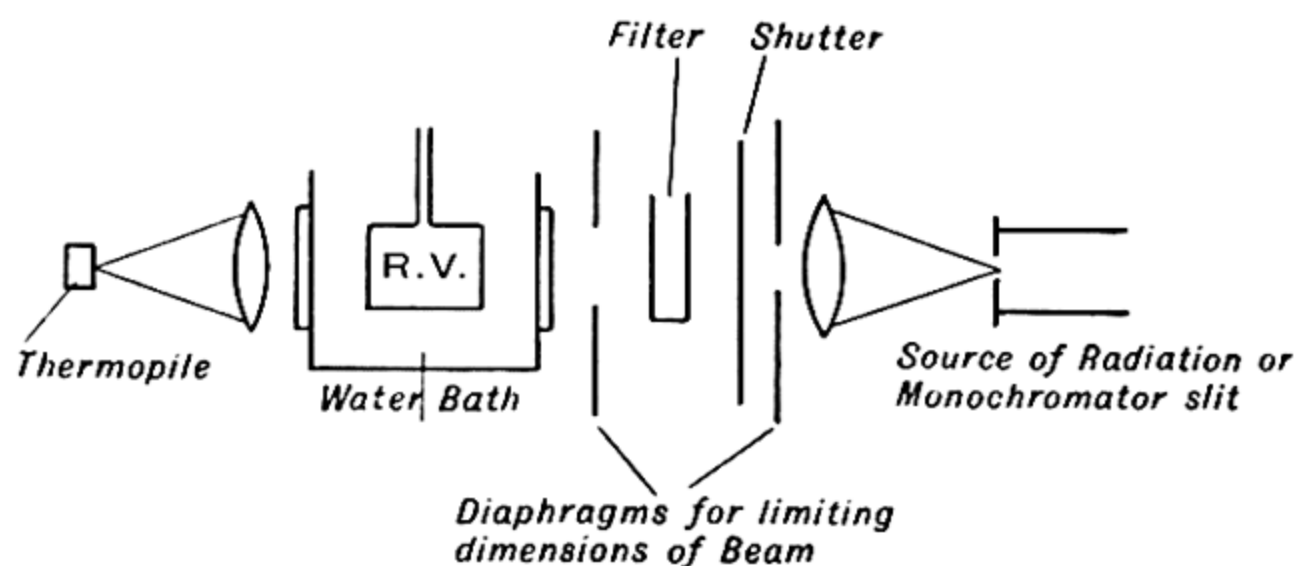 Filter Shutter
R.V.
Thermopile
Water Bath
Source of Radiation or
Monochromator slit
Diaphragms for limiting
dimensions of Beam